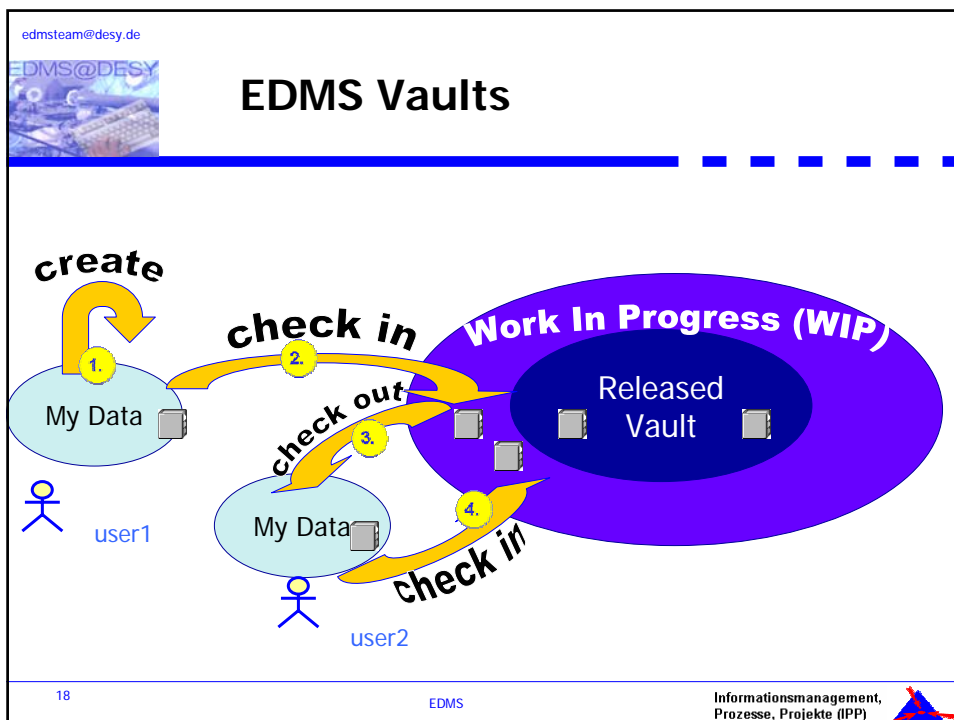 edmsteam@desy.de
EDMS@DESY
EDMS Vaults
create
1.
check in
2.
Work In Progress (WIP)
Released
Vault
My Data
check out
3.
user1
My Data
4.
check in
user2
18
EDMS
Informationsmanagement,
Prozesse, Projekte (IPP)